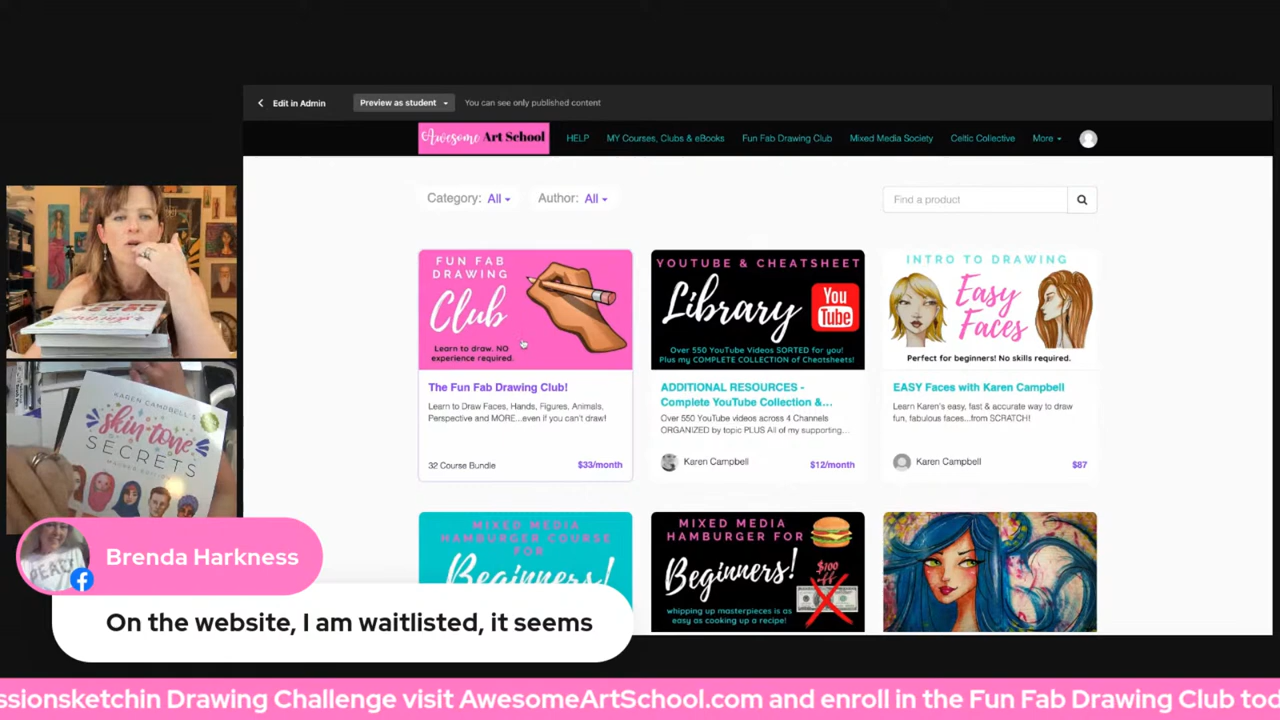 Edit in Admin
Preview as student
You can see only published content
Awesome Art School
HELP
MY Courses, Clubs & eBooks
Fun Fab Drawing Club
Mixed Media Society
Celtic Collective
More
Category: All
Author: All
Find a product
FUN FAB
DRAWING
Club
Learn to draw, NO
experience required.
The Fun Fab Drawing Club!
Learn to Draw Faces, Hands, Figures, Animals,
Perspective and MORE...even if you can't draw!
32 Course Bundle
$33/month
YOUTUBE & CHEATSHEET
Library
You
Tube
Over 550 YouTube Videos SORTED for you!
Plus my COMPLETE COLLECTION of Cheatsheets!
ADDITIONAL RESOURCES -
Complete YouTube Collection &...
Over 550 YouTube videos across 4 Channels
ORGANIZED by topic PLUS All of my supporting...
Karen Campbell
$12/month
INTRO TO DRAWING
Easy
Faces
Perfect for beginners! No skills required.
EASY Faces with Karen Campbell
Learn Karen's easy, fast & accurate way to draw
fun, fabulous faces...from SCRATCH!
Karen Campbell
$87
MIXED MEDIA
HAMBURGER COURSE
FOR
Beginners!
MIXED MEDIA
HAMBURGER FOR
Beginners!
$100
off
whipping up masterpieces is as
easy as cooking up a recipe!
KAREN CAMPBELL'S
skin-tone
SECRETS
PEACE
Brenda Harkness
On the website, I am waitlisted, it seems
ssionsketchin Drawing Challenge visit AwesomeArtSchool.com and enroll in the Fun Fab Drawing Club tod